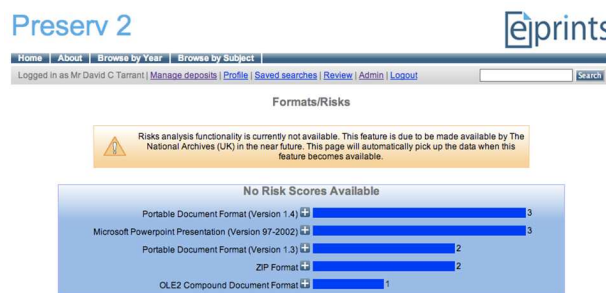 Preserv 2
eprints
Home | About | Browse by Year | Browse by Subject
Logged in as Mr David C Tarrant | Manage deposits | Profile | Saved searches | Review | Admin | Logout
Search
Formats/Risks
Risks analysis functionality is currently not available. This feature is due to be made available by The
National Archives (UK) in the near future. This page will automatically pick up the data when this
feature becomes available.
No Risk Scores Available
Portable Document Format (Version 1.4) + 3
Microsoft Powerpoint Presentation (Version 97-2002) + 3
Portable Document Format (Version 1.3) + 2
ZIP Format + 2
OLE2 Compound Document Format + 1